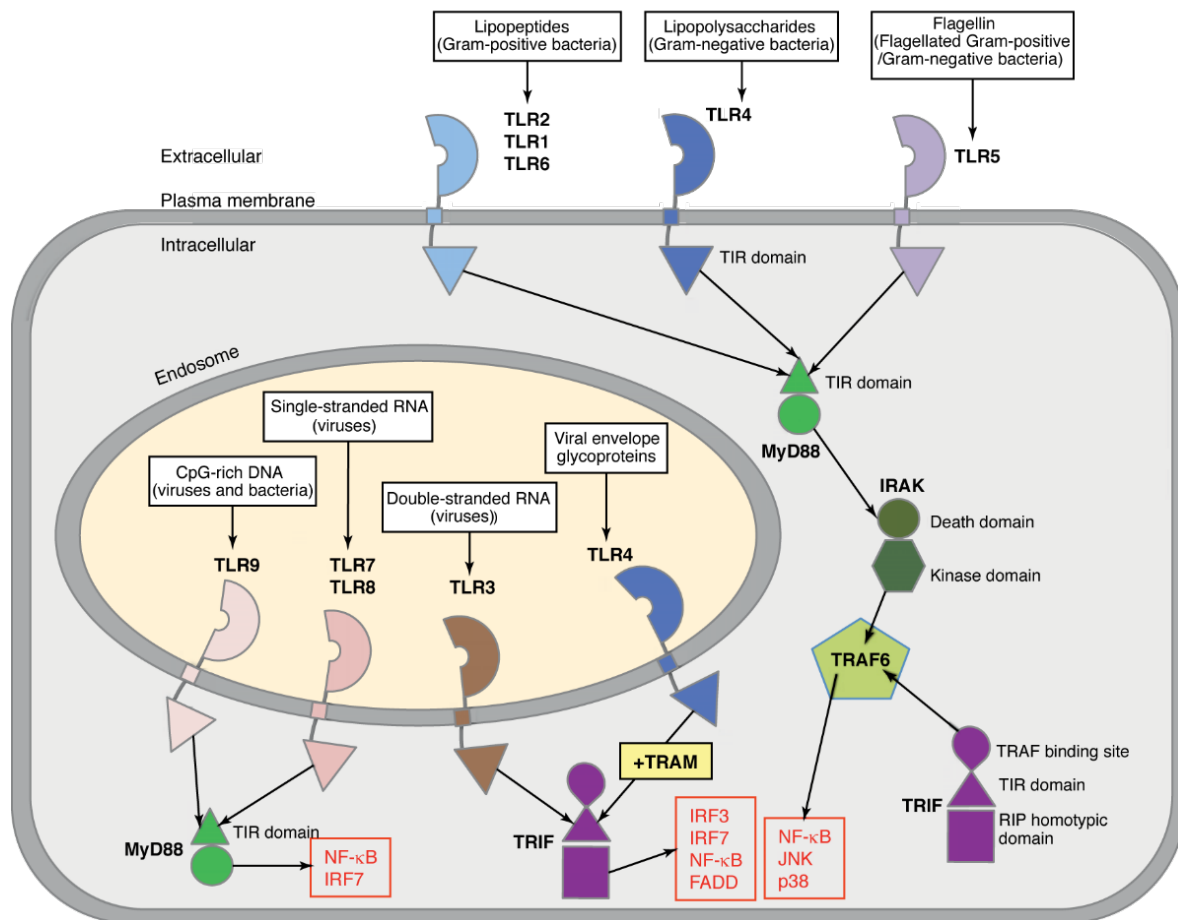 Lipopeptides
(Gram-positive bacteria)
Lipopolysaccharides
(Gram-negative bacteria)
Flagellin
(Flagellated Gram-positive
/Gram-negative bacteria)
TLR2
TLR1
TLR6
TLR4
TLR5
Extracellular
Plasma membrane
Intracellular
TIR domain
Endosome
TIR domain
MyD88
Single-stranded RNA
(viruses)
CpG-rich DNA
(viruses and bacteria)
Double-stranded RNA
(viruses))
Viral envelope
glycoproteins
TLR9
TLR7
TLR8
TLR3
TLR4
IRAK
Death domain
Kinase domain
TRAF6
+TRAM
TRAF binding site
TIR domain
TRIF
RIP homotypic
domain
TIR domain
MyD88
NF-κB
IRF7
TRIF
IRF3
IRF7
NF-κB
FADD
NF-κB
JNK
p38